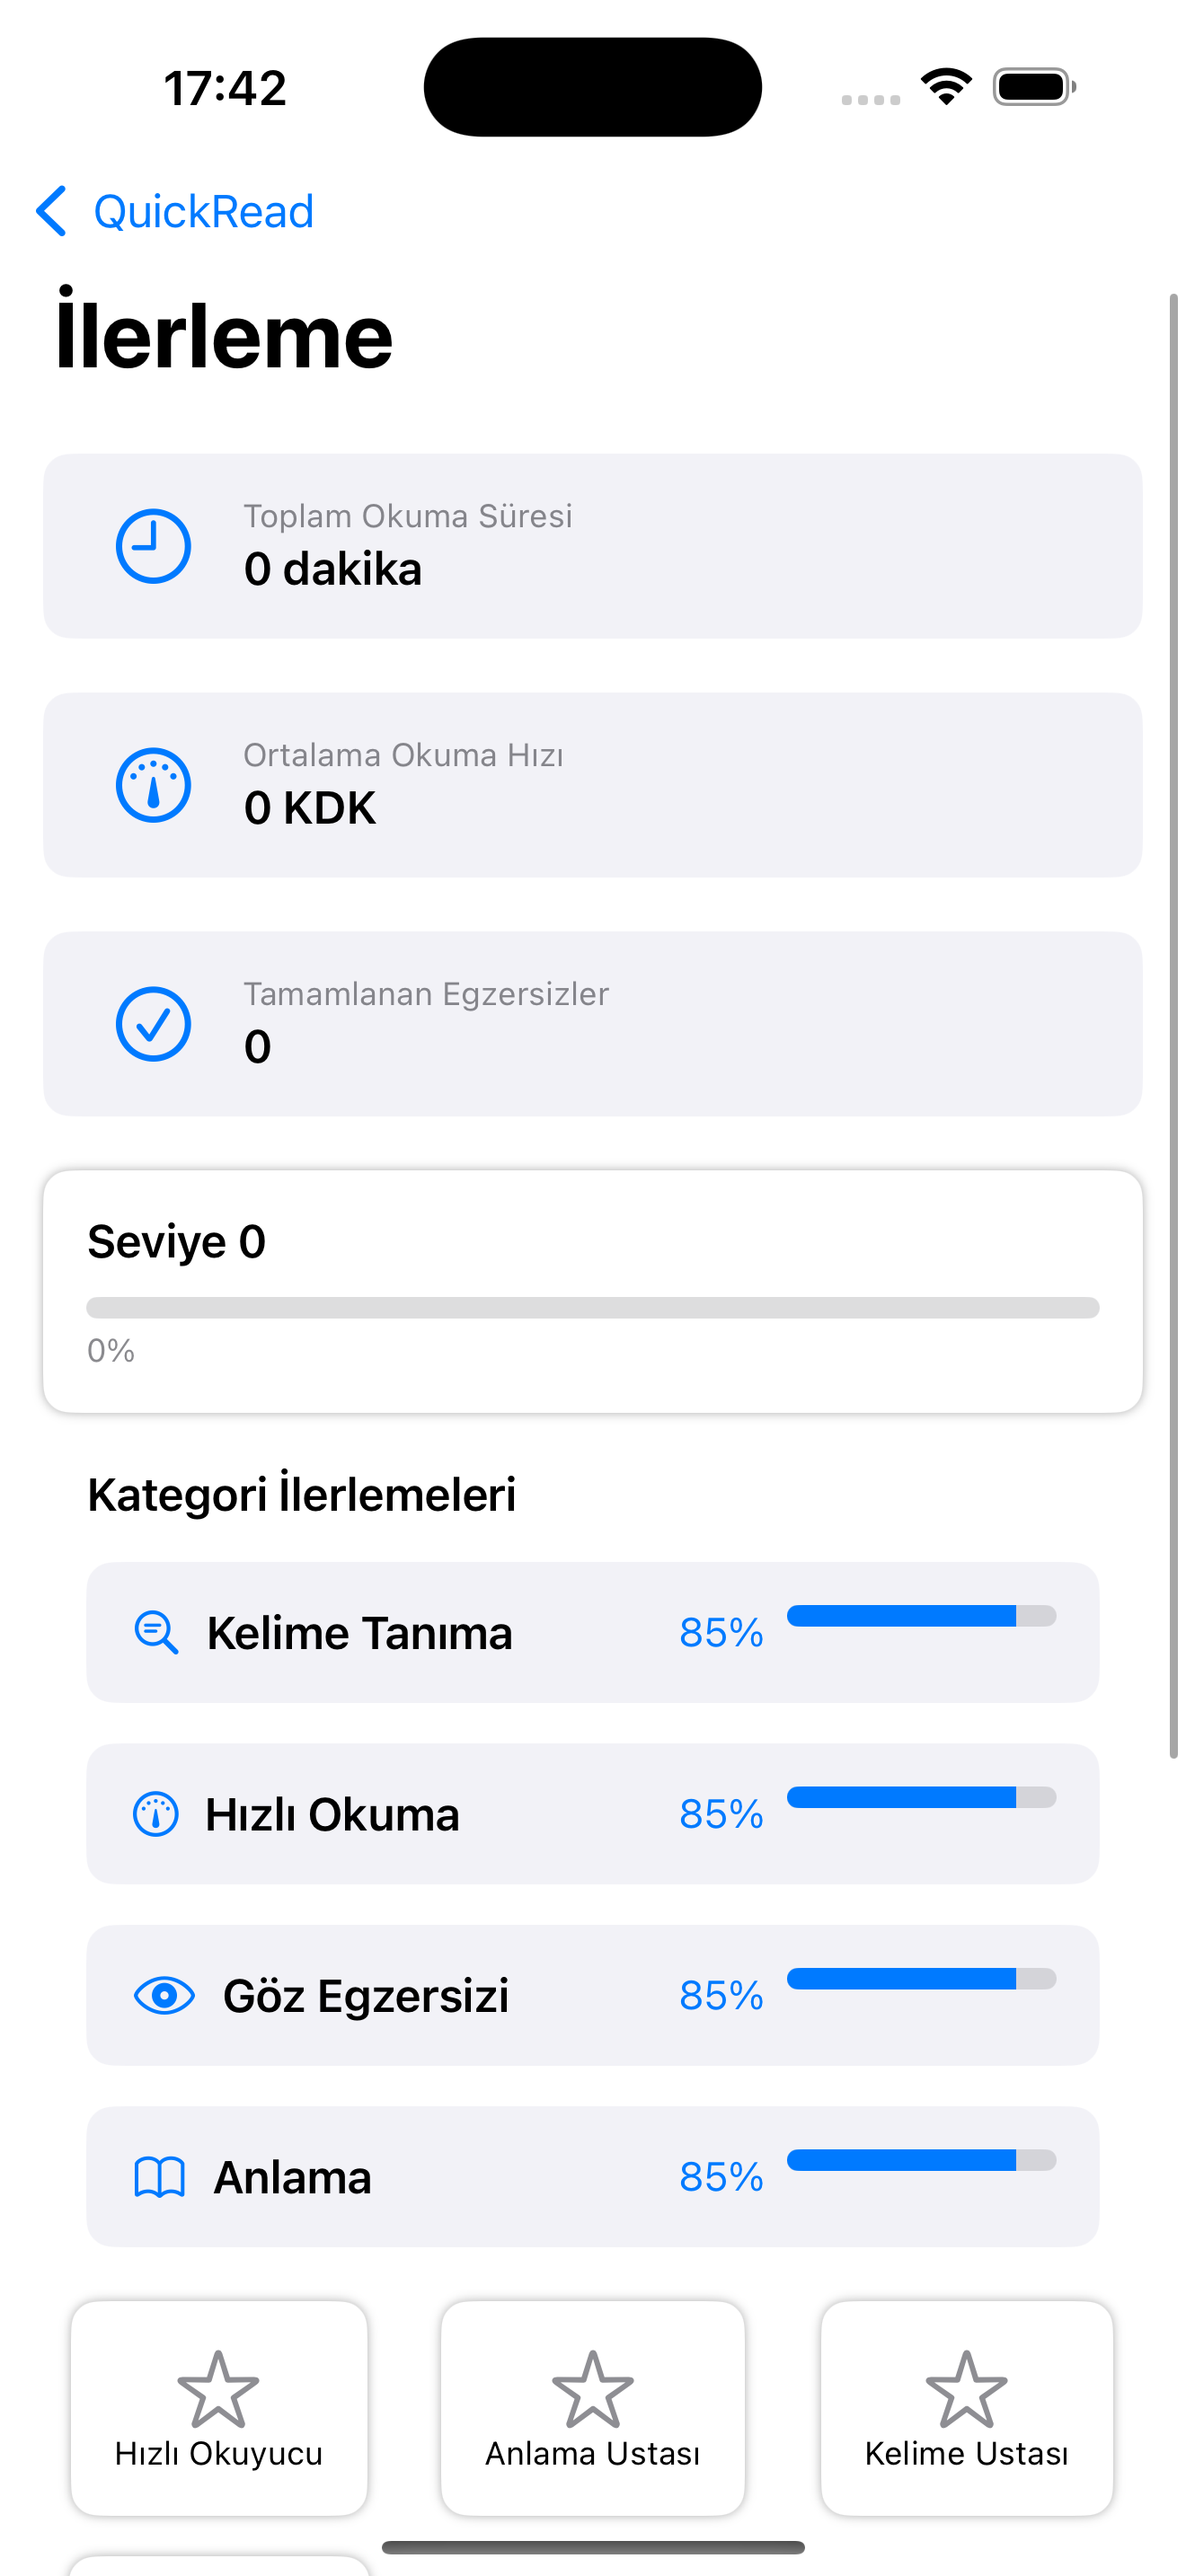 17:42
QuickRead
İlerleme
Toplam Okuma Süresi
0 dakika
Ortalama Okuma Hızı
0 KDK
Tamamlanan Egzersizler
0
Seviye 0
0%
Kategori İlerlemeleri
Kelime Tanıma 85%
Hızlı Okuma 85%
Göz Egzersizi 85%
Anlama 85%
Hızlı Okuyucu Anlama Ustası Kelime Ustası